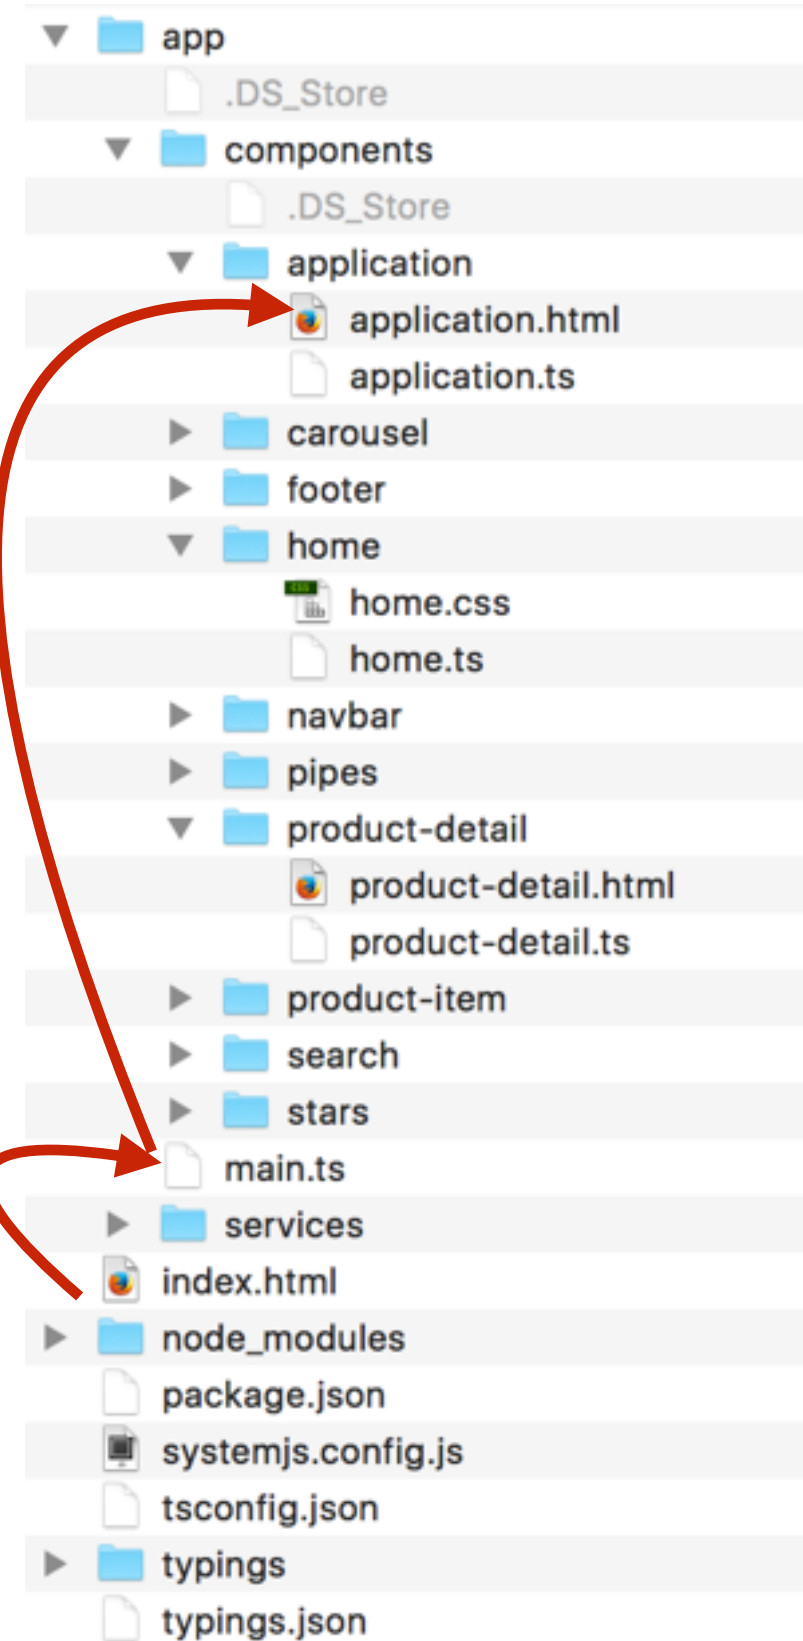 app
.DS_Store
components
.DS_Store
application
application.html
application.ts
carousel
footer
home
home.css
home.ts
navbar
pipes
product-detail
product-detail.html
product-detail.ts
product-item
search
stars
main.ts
services
index.html
node_modules
package.json
systemjs.config.js
tsconfig.json
typings
typings.json